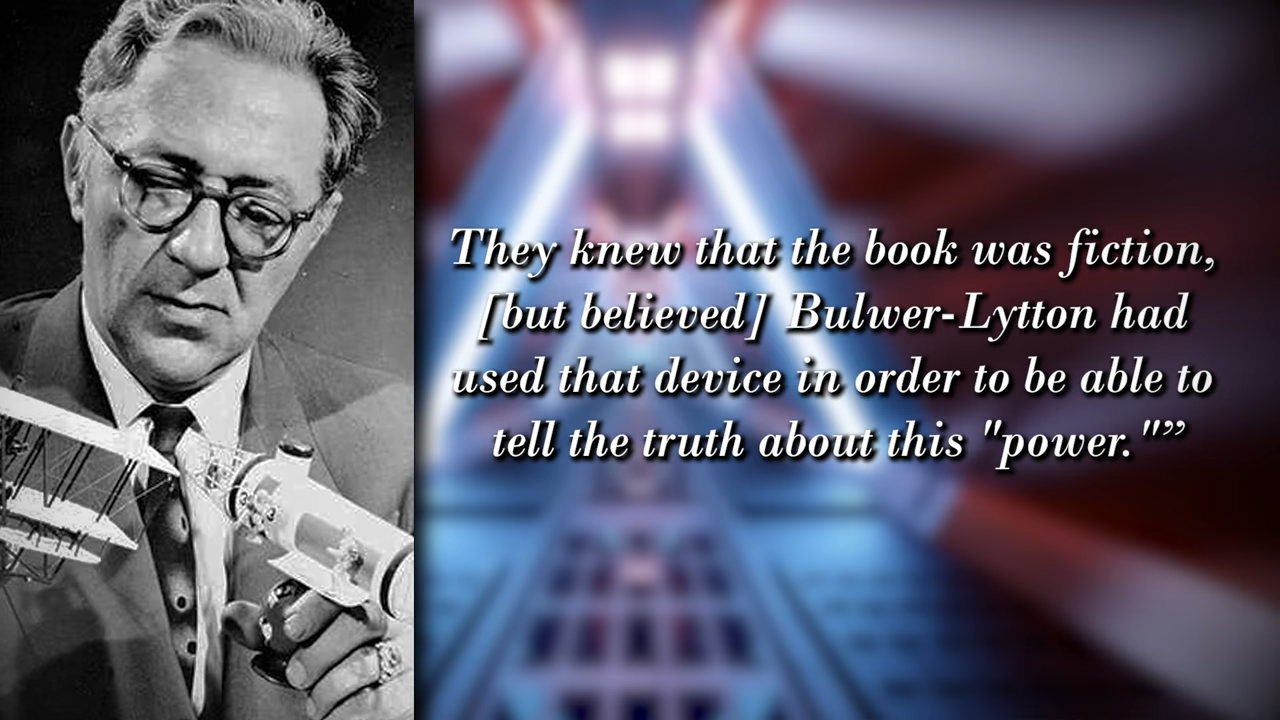 They knew that the book was fiction,
[but believed] Bulwer-Lytton had
used that device in order to be able to
tell the truth about this "power."”